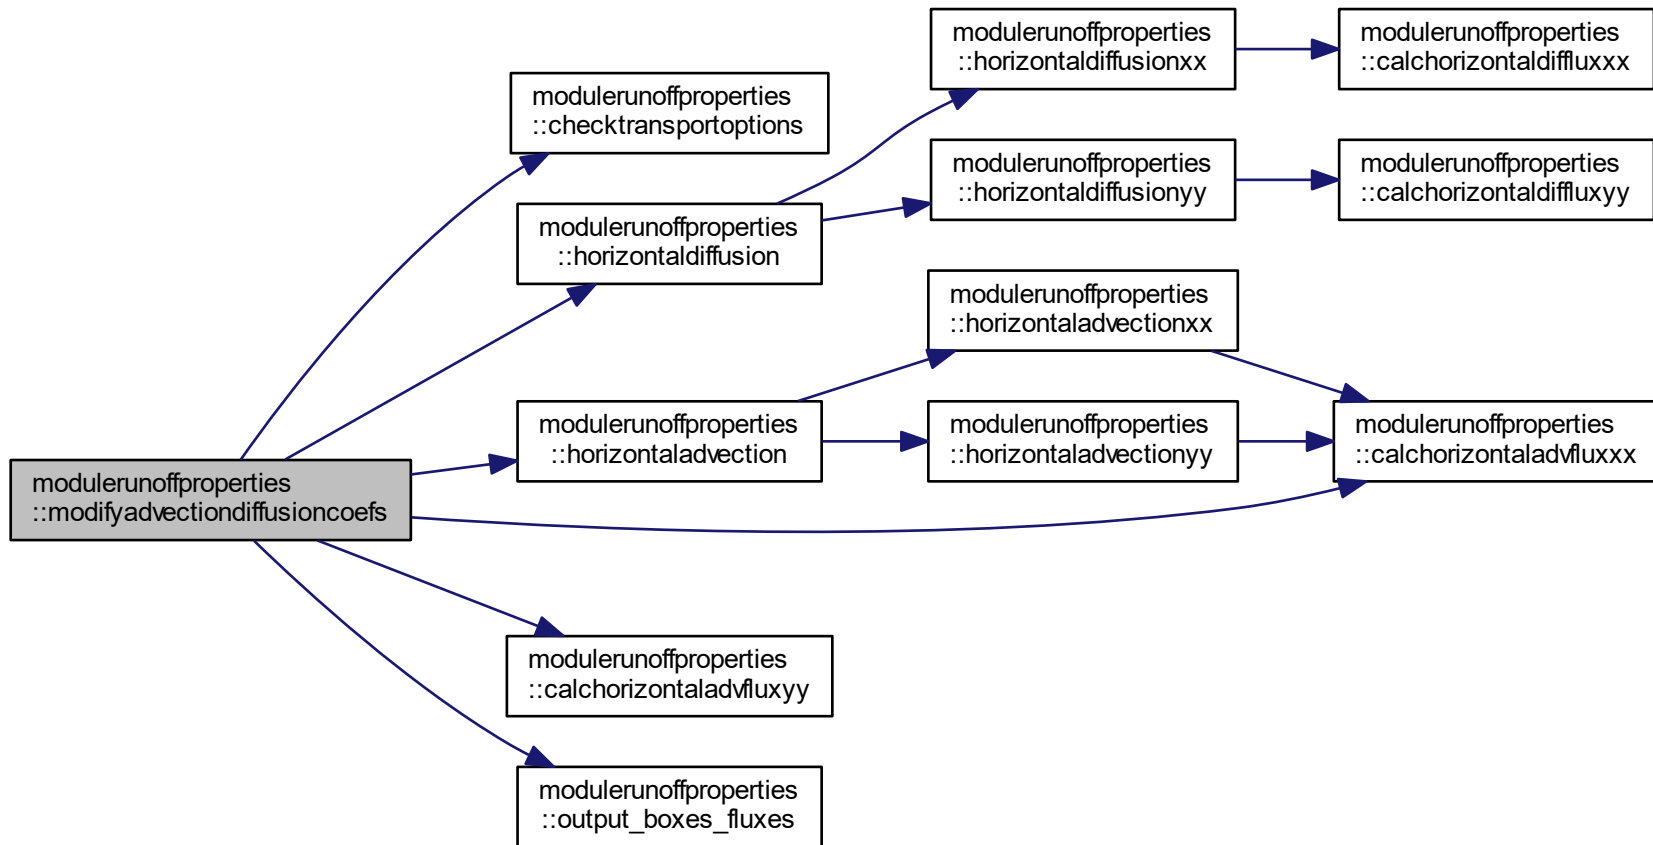 modulerunoffproperties
::horizontaldiffusionxx
modulerunoffproperties
::calchorizontaldiffluxxx
modulerunoffproperties
::checktransportoptions
modulerunoffproperties
::horizontaldiffusionyy
modulerunoffproperties
::calchorizontaldiffluxyy
modulerunoffproperties
::horizontaldiffusion
modulerunoffproperties
::horizontaladvectionxx
modulerunoffproperties
::horizontaladvection
modulerunoffproperties
::horizontaladvectionyy
modulerunoffproperties
::calchorizontaladvfluxxx
modulerunoffproperties
::modifyadvectiondiffusioncoefs
modulerunoffproperties
::calchorizontaladvfluxyy
modulerunoffproperties
::output_boxes_fluxes